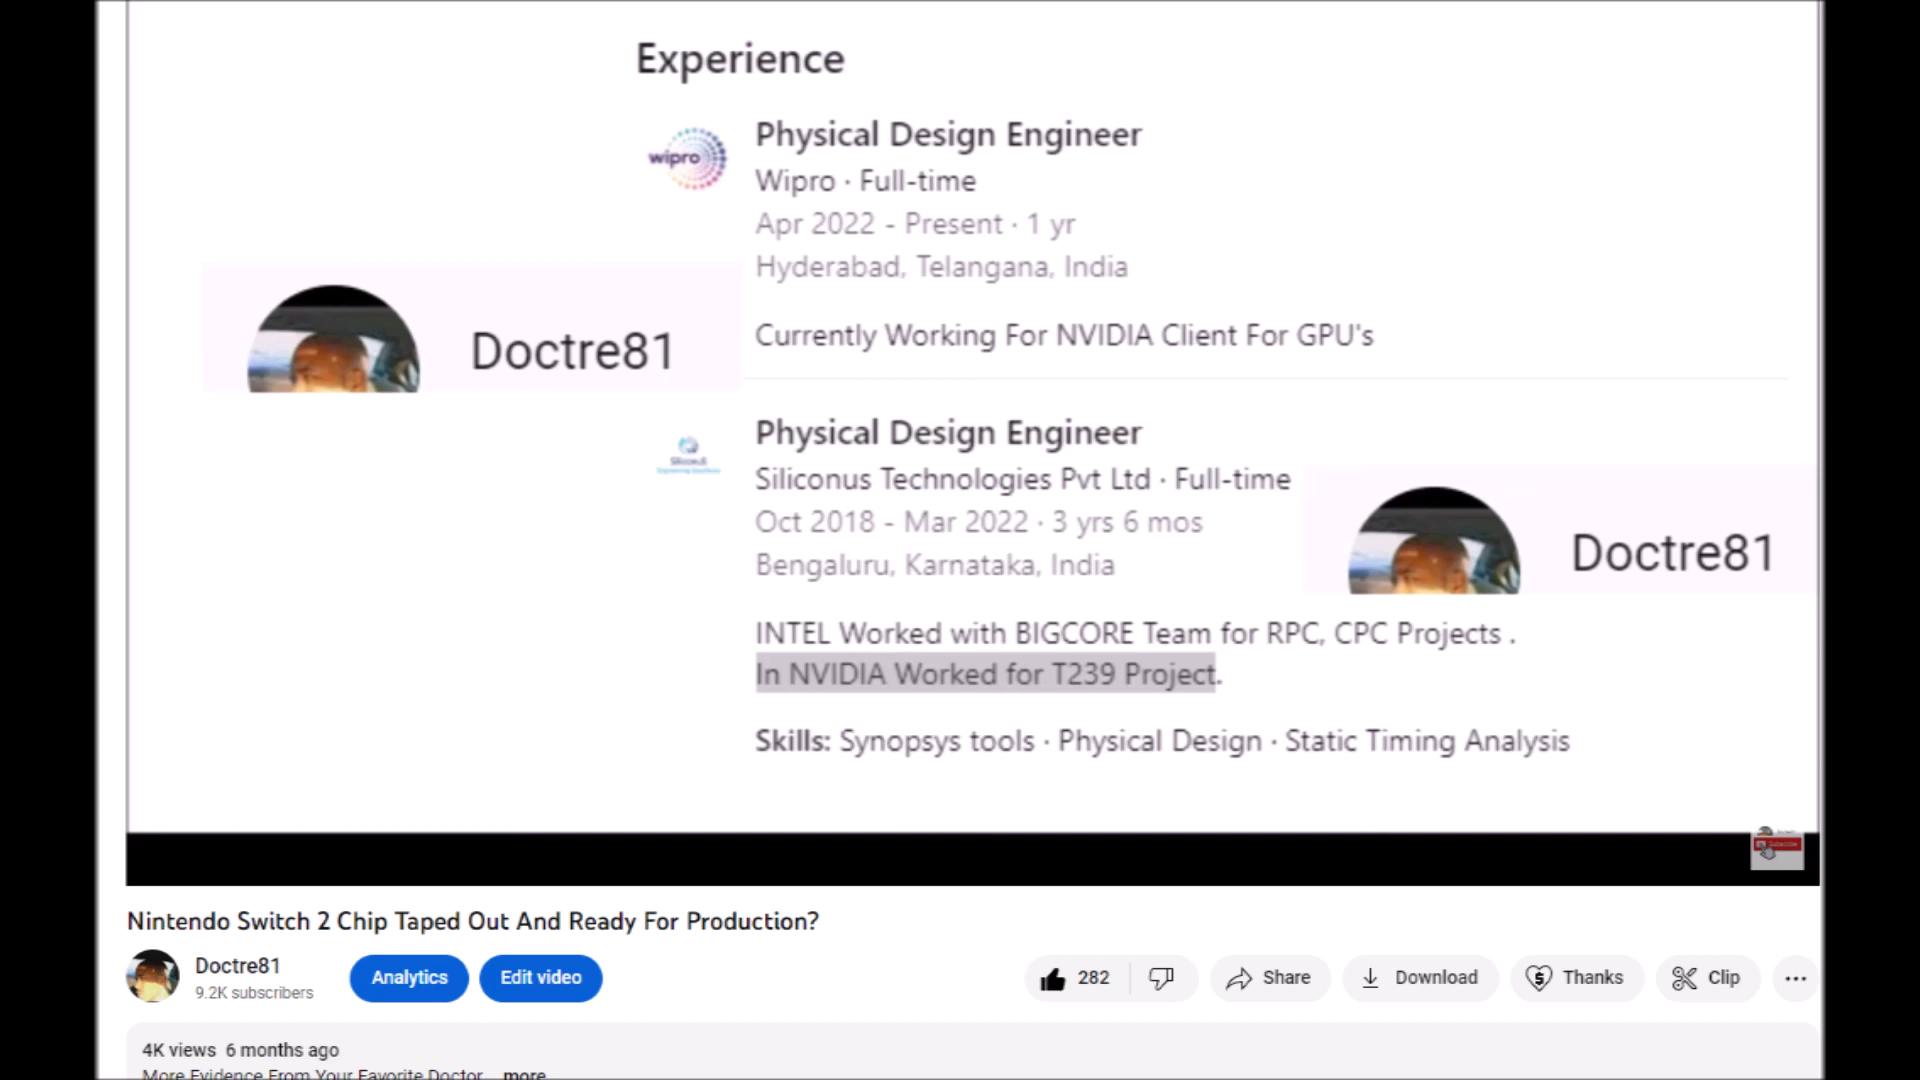 Experience
wipro
Physical Design Engineer
Wipro · Full-time
Apr 2022 - Present · 1 yr
Hyderabad, Telangana, India
Doctre81
Currently Working For NVIDIA Client For GPU's
Physical Design Engineer
Siliconus Technologies Pvt Ltd · Full-time
Oct 2018 - Mar 2022 · 3 yrs 6 mos
Bengaluru, Karnataka, India
Doctre81
INTEL Worked with BIGCORE Team for RPC, CPC Projects .
In NVIDIA Worked for T239 Project.
Skills: Synopsys tools · Physical Design · Static Timing Analysis
Nintendo Switch 2 Chip Taped Out And Ready For Production?
Doctre81
9.2K subscribers
Analytics
Edit video
282
Share
Download
Thanks
Clip
4K views 6 months ago
More Evidence From Your Favorite Doctor ...more